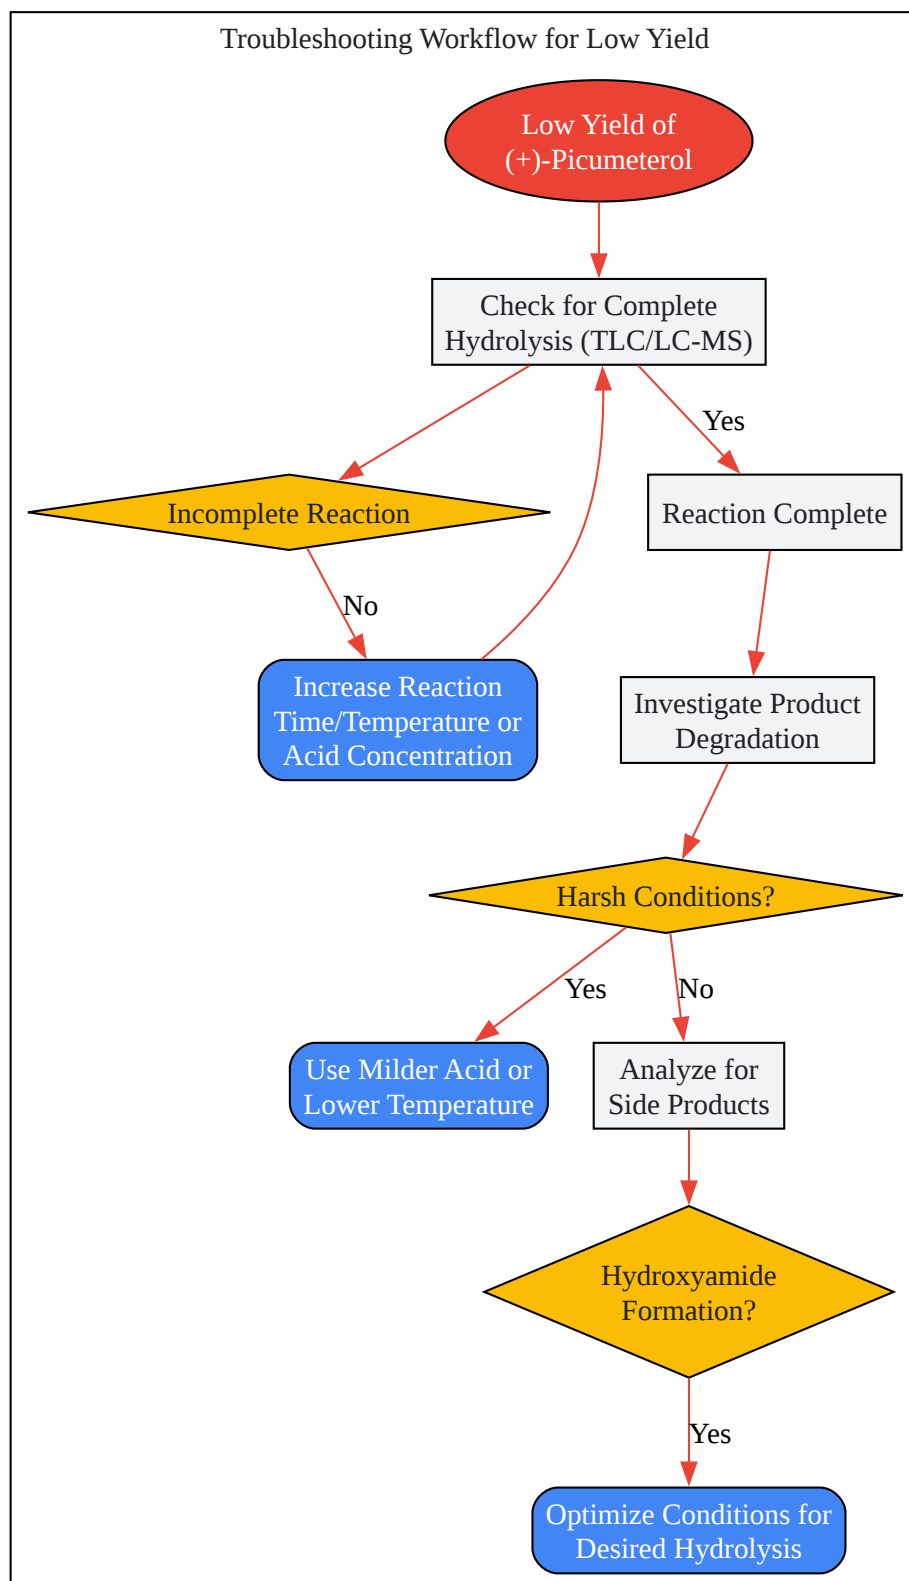 Troubleshooting Workflow for Low Yield
Low Yield of
(+)-Picumeterol
Check for Complete
Hydrolysis (TLC/LC-MS)
Yes
Incomplete Reaction
Reaction Complete
No
Increase Reaction
Time/Temperature or
Acid Concentration
Investigate Product
Degradation
Harsh Conditions?
Yes
No
Use Milder Acid or
Lower Temperature
Analyze for
Side Products
Hydroxyamide
Formation?
Yes
Optimize Conditions for
Desired Hydrolysis